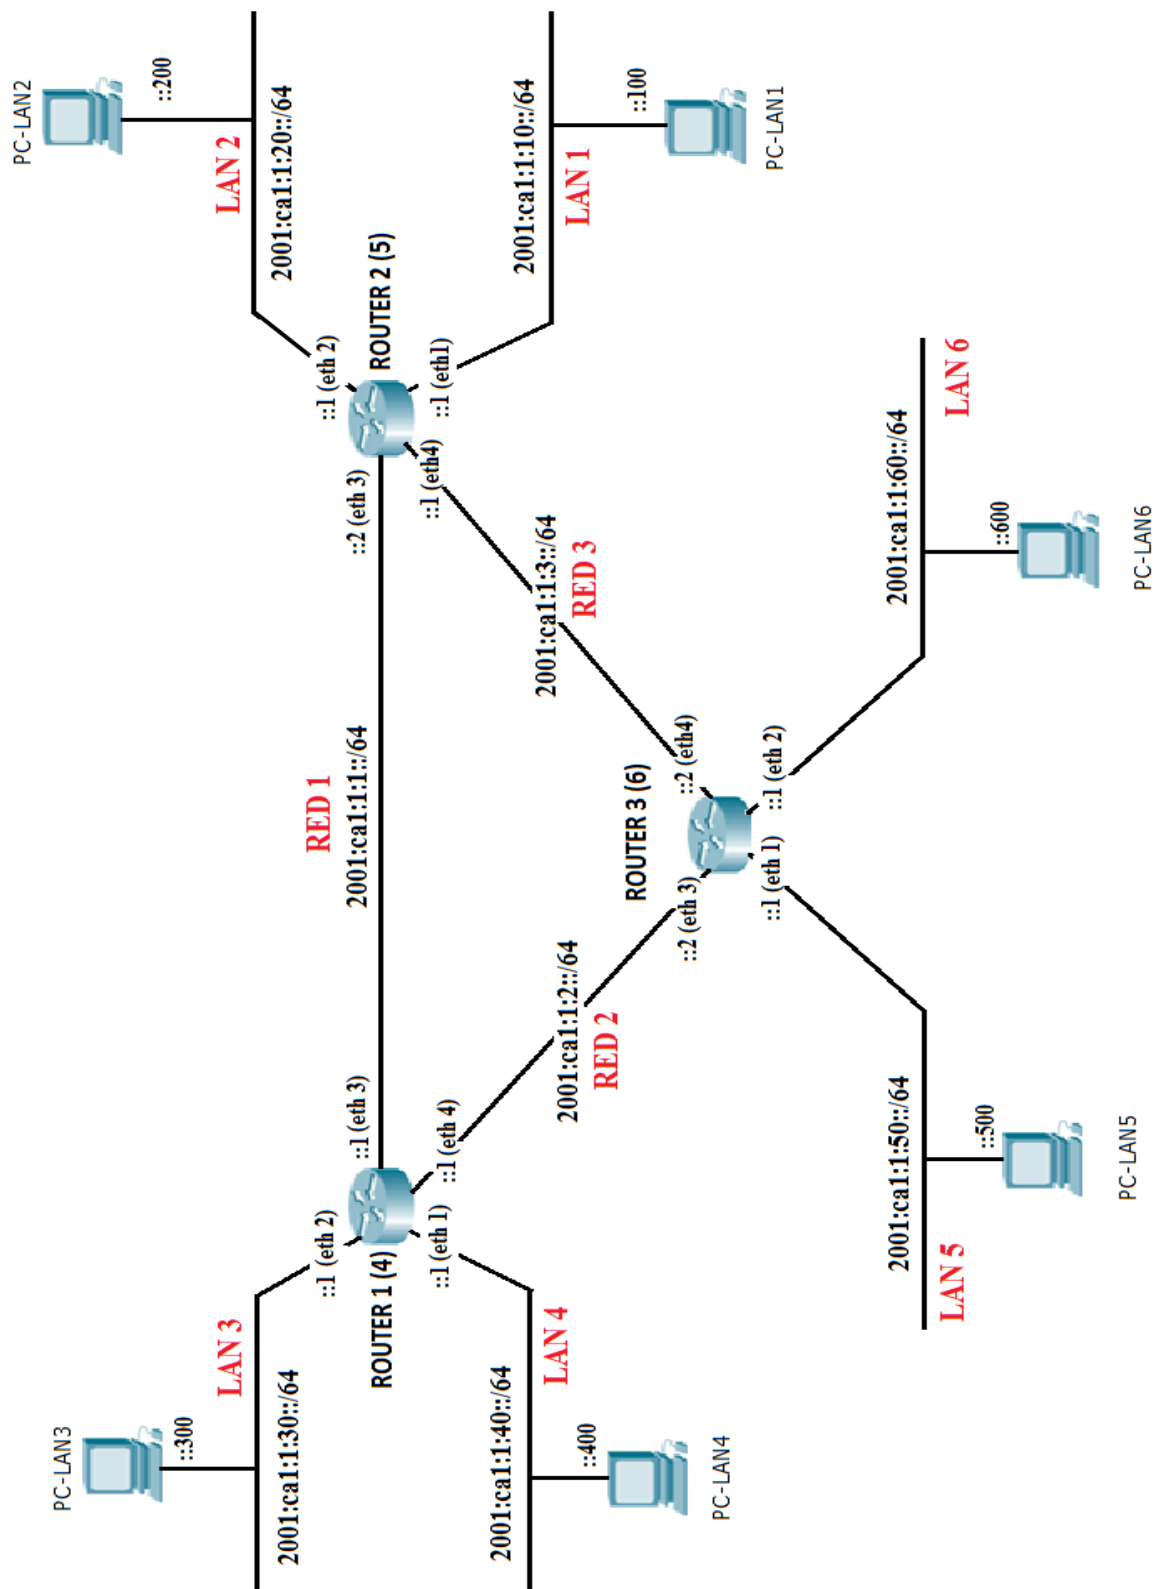 PC-LAN3
::300
LAN 3
2001:ca1:1:30::/64
::1 (eth 2)
ROUTER 1 (4)
::1 (eth 3)
::1 (eth 4)
::1 (eth 1)
LAN 4
2001:ca1:1:40::/64
::400
PC-LAN4
RED 1
2001:ca1:1:1::/64
2001:ca1:1:2::/64
RED 2
PC-LAN2
::200
LAN 2
2001:ca1:1:20::/64
::1 (eth 2)
ROUTER 2 (5)
::2 (eth 3)
::1 (eth4)
::1 (eth1)
2001:ca1:1:10::/64
LAN 1
::100
PC-LAN1
2001:ca1:1:3::/64
RED 3
ROUTER 3 (6)
::2 (eth 3)
::2 (eth4)
::1 (eth 1)
::1 (eth 2)
2001:ca1:1:50::/64
LAN 5
::500
PC-LAN5
2001:ca1:1:60::/64
LAN 6
::600
PC-LAN6